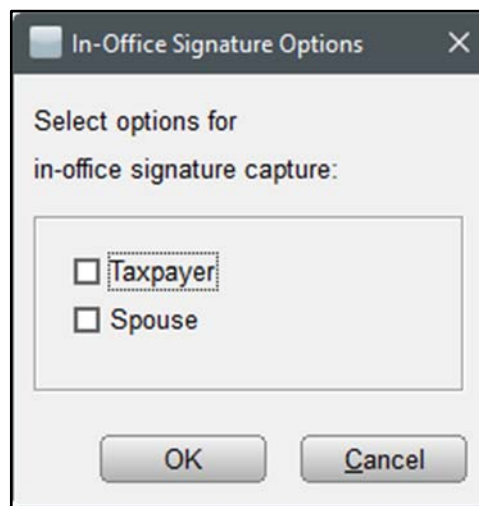 In-Office Signature Options
Select options for
in-office signature capture:
Taxpayer
Spouse
OK
Cancel